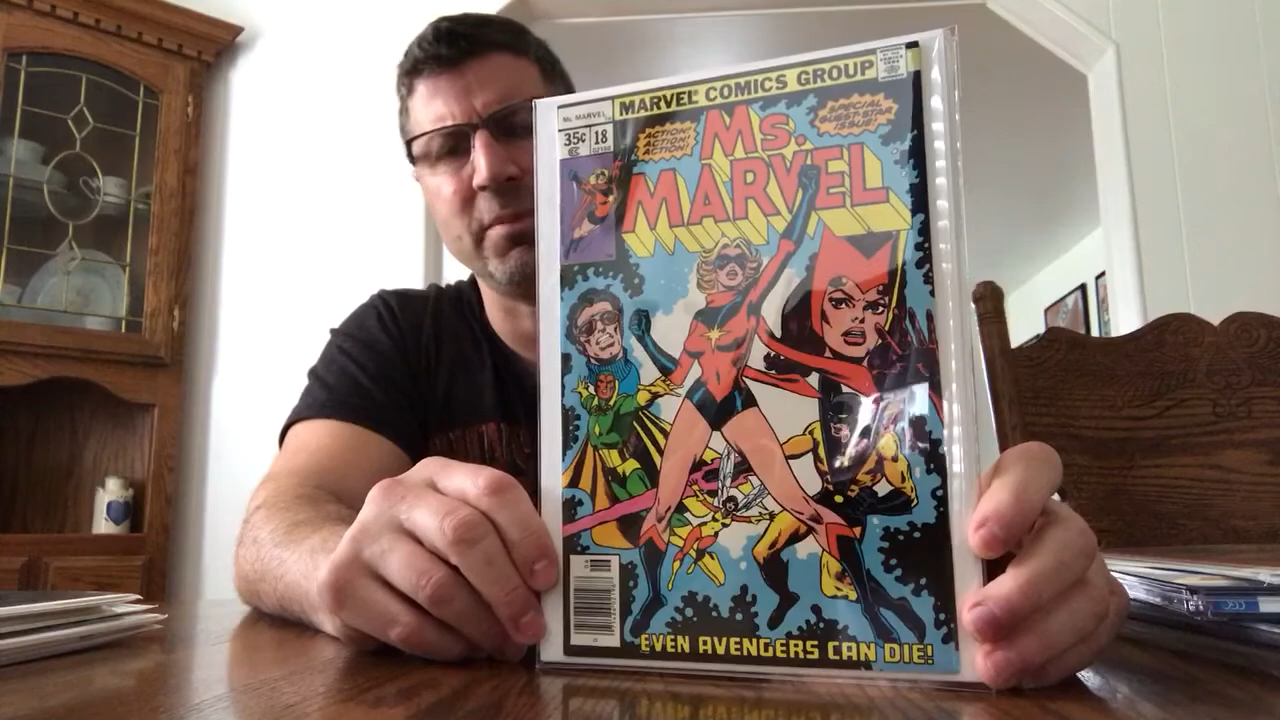 MARVEL COMICS GROUP
Ms. MARVEL
35¢
18
ACTION!
ACTION!
ACTION!
SPECIAL
GUEST-STAR
ISSUE!
Ms.
MARVEL
EVEN AVENGERS CAN DIE!